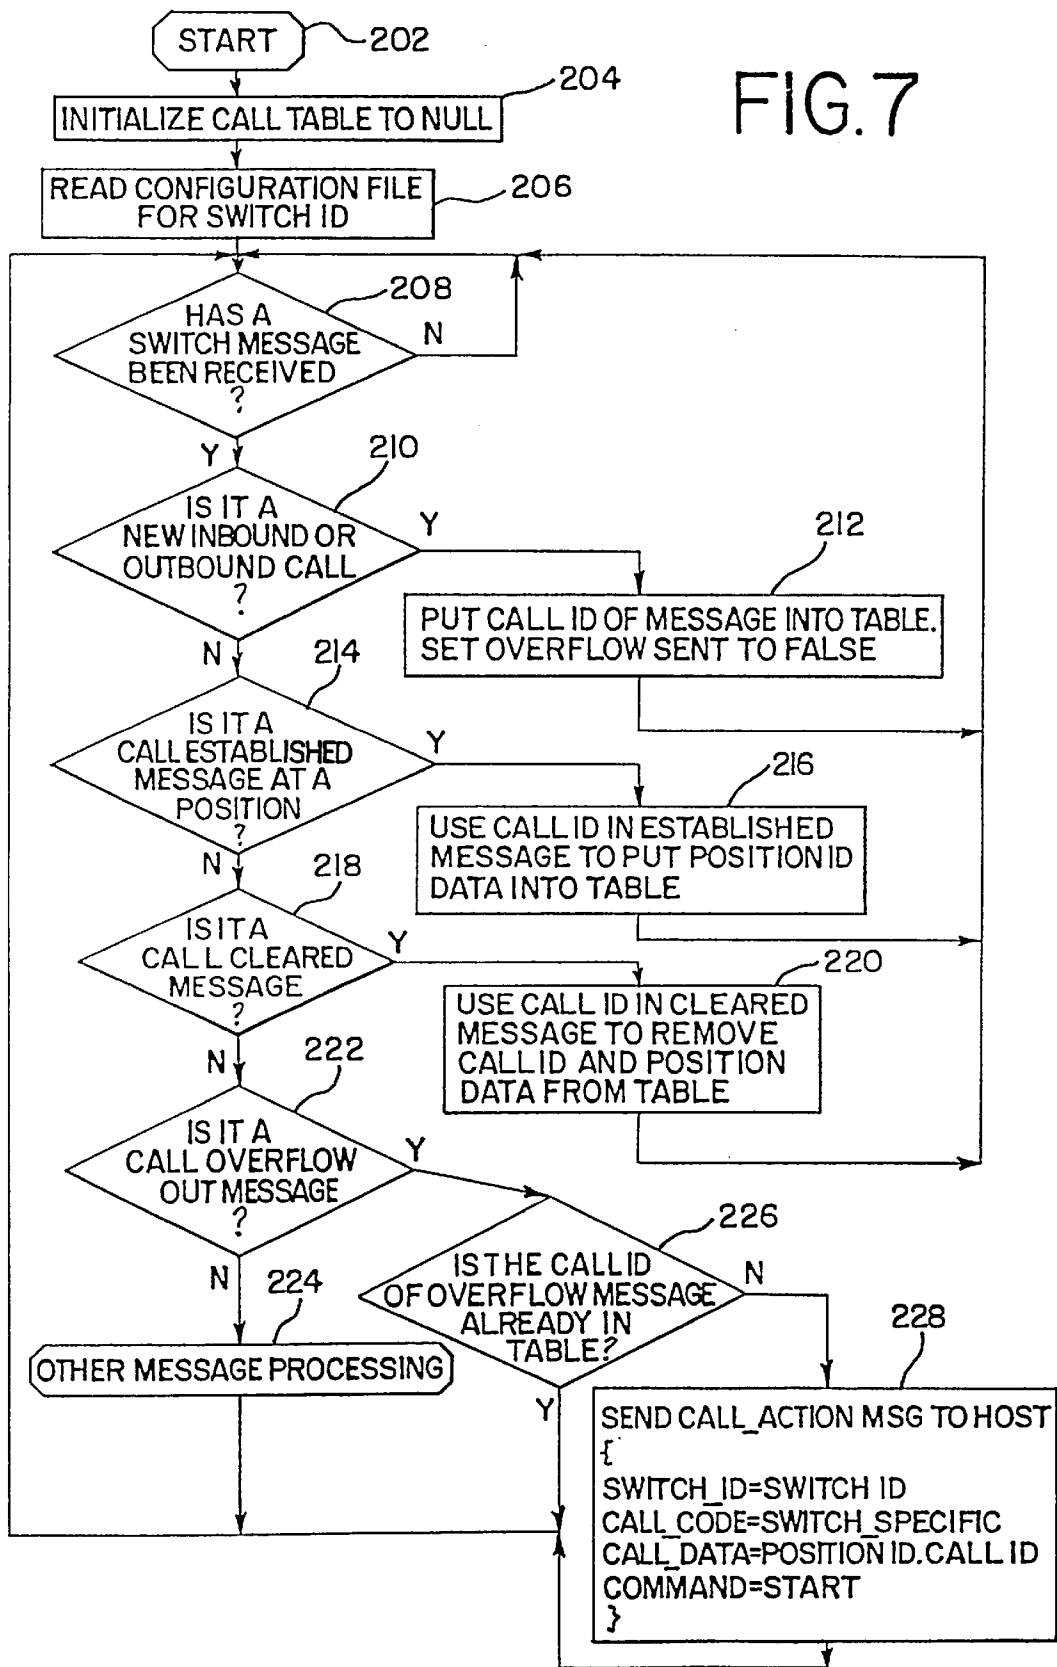 START
202
FIG.7
204
INITIALIZE CALL TABLE TO NULL
READ CONFIGURATION FILE
FOR SWITCH ID
206
208
HAS A
SWITCH MESSAGE
BEEN RECEIVED
?
N
Y
210
IS IT A
NEW INBOUND OR
OUTBOUND CALL
?
Y
212
PUT CALL ID OF MESSAGE INTO TABLE.
SET OVERFLOW SENT TO FALSE
N
214
IS IT A
CALL ESTABLISHED
MESSAGE AT A
POSITION
?
Y
216
USE CALL ID IN ESTABLISHED
MESSAGE TO PUT POSITION ID
DATA INTO TABLE
N
218
IS IT A
CALL CLEARED
MESSAGE
?
Y
220
USE CALL ID IN CLEARED
MESSAGE TO REMOVE
CALL ID AND POSITION
DATA FROM TABLE
N
222
IS IT A
CALL OVERFLOW
OUT MESSAGE
?
Y
226
IS THE CALL ID
OF OVERFLOW MESSAGE
ALREADY IN
TABLE?
N
N
224
OTHER MESSAGE PROCESSING
Y
228
SEND CALL_ACTION MSG TO HOST
{
SWITCH_ID=SWITCH ID
CALL_CODE=SWITCH_SPECIFIC
CALL_DATA=POSITION ID.CALL ID
COMMAND=START
}